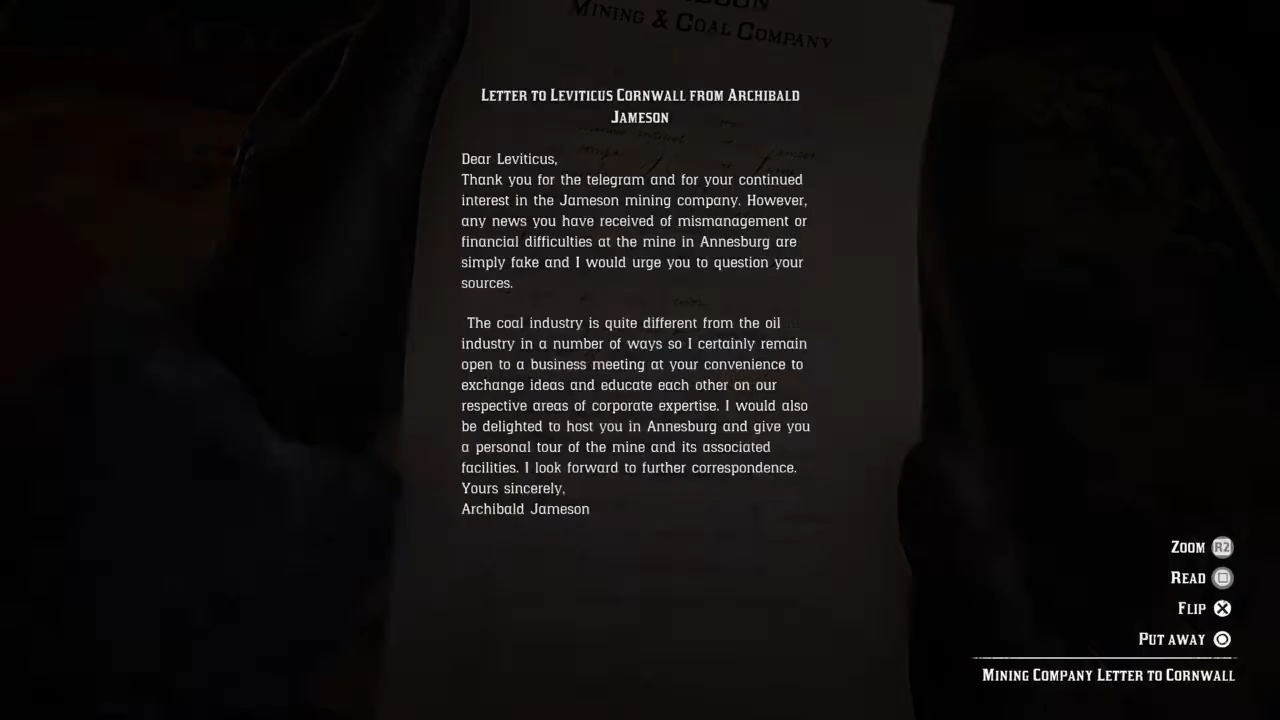 MINING & COAL COMPANY
LETTER TO LEVITICUS CORNWALL FROM ARCHIBALD
JAMESON
Dear Leviticus,
Thank you for the telegram and for your continued
interest in the Jameson mining company. However,
any news you have received of mismanagement or
financial difficulties at the mine in Annesburg are
simply fake and I would urge you to question your
sources.
The coal industry is quite different from the oil
industry in a number of ways so I certainly remain
open to a business meeting at your convenience to
exchange ideas and educate each other on our
respective areas of corporate expertise. I would also
be delighted to host you in Annesburg and give you
a personal tour of the mine and its associated
facilities. I look forward to further correspondence.
Yours sincerely,
Archibald Jameson
ZOOM R2
READ
FLIP
PUT AWAY
MINING COMPANY LETTER TO CORNWALL